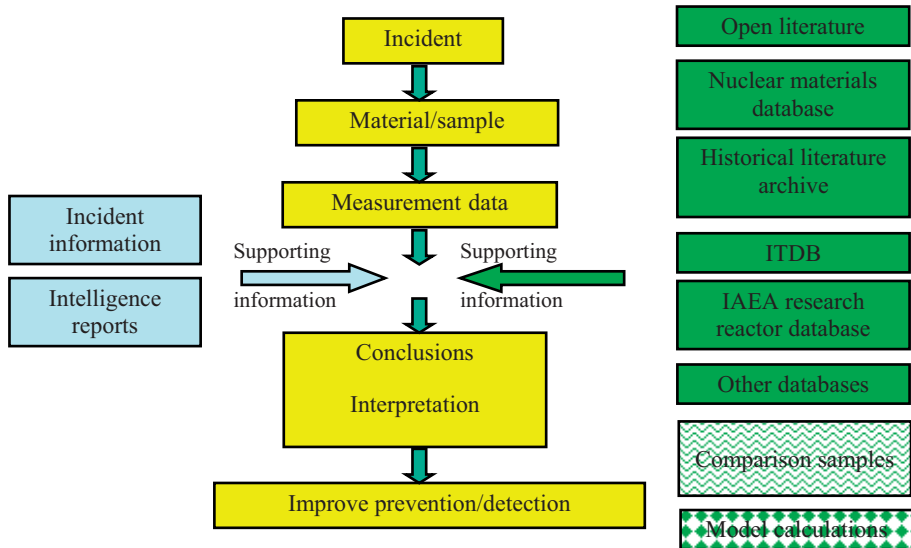 Incident
Material/sample
Measurement data
Incident
information
Intelligence
reports
Supporting
information
Supporting
information
Conclusions
Interpretation
Improve prevention/detection
Open literature
Nuclear materials
database
Historical literature
archive
ITDB
IAEA research
reactor database
Other databases
Comparison samples
Model calculations